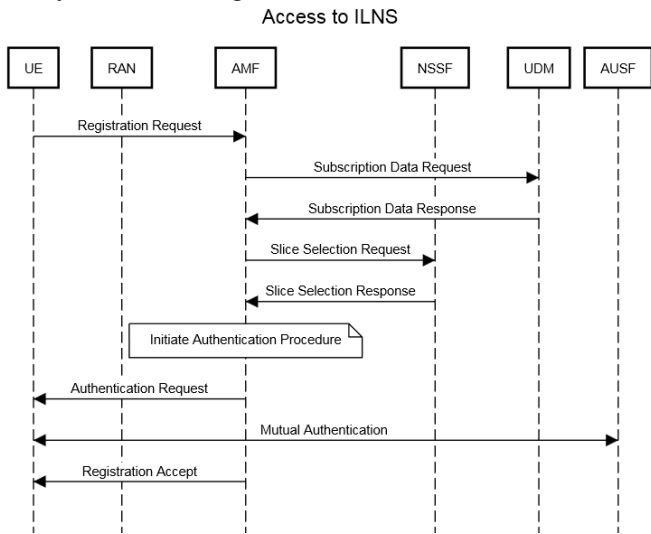 Access to ILNS
UE RAN AMF NSSF UDM AUSF
Registration Request
Subscription Data Request
Subscription Data Response
Slice Selection Request
Slice Selection Response
Initiate Authentication Procedure
Authentication Request
Mutual Authentication
Registration Accept